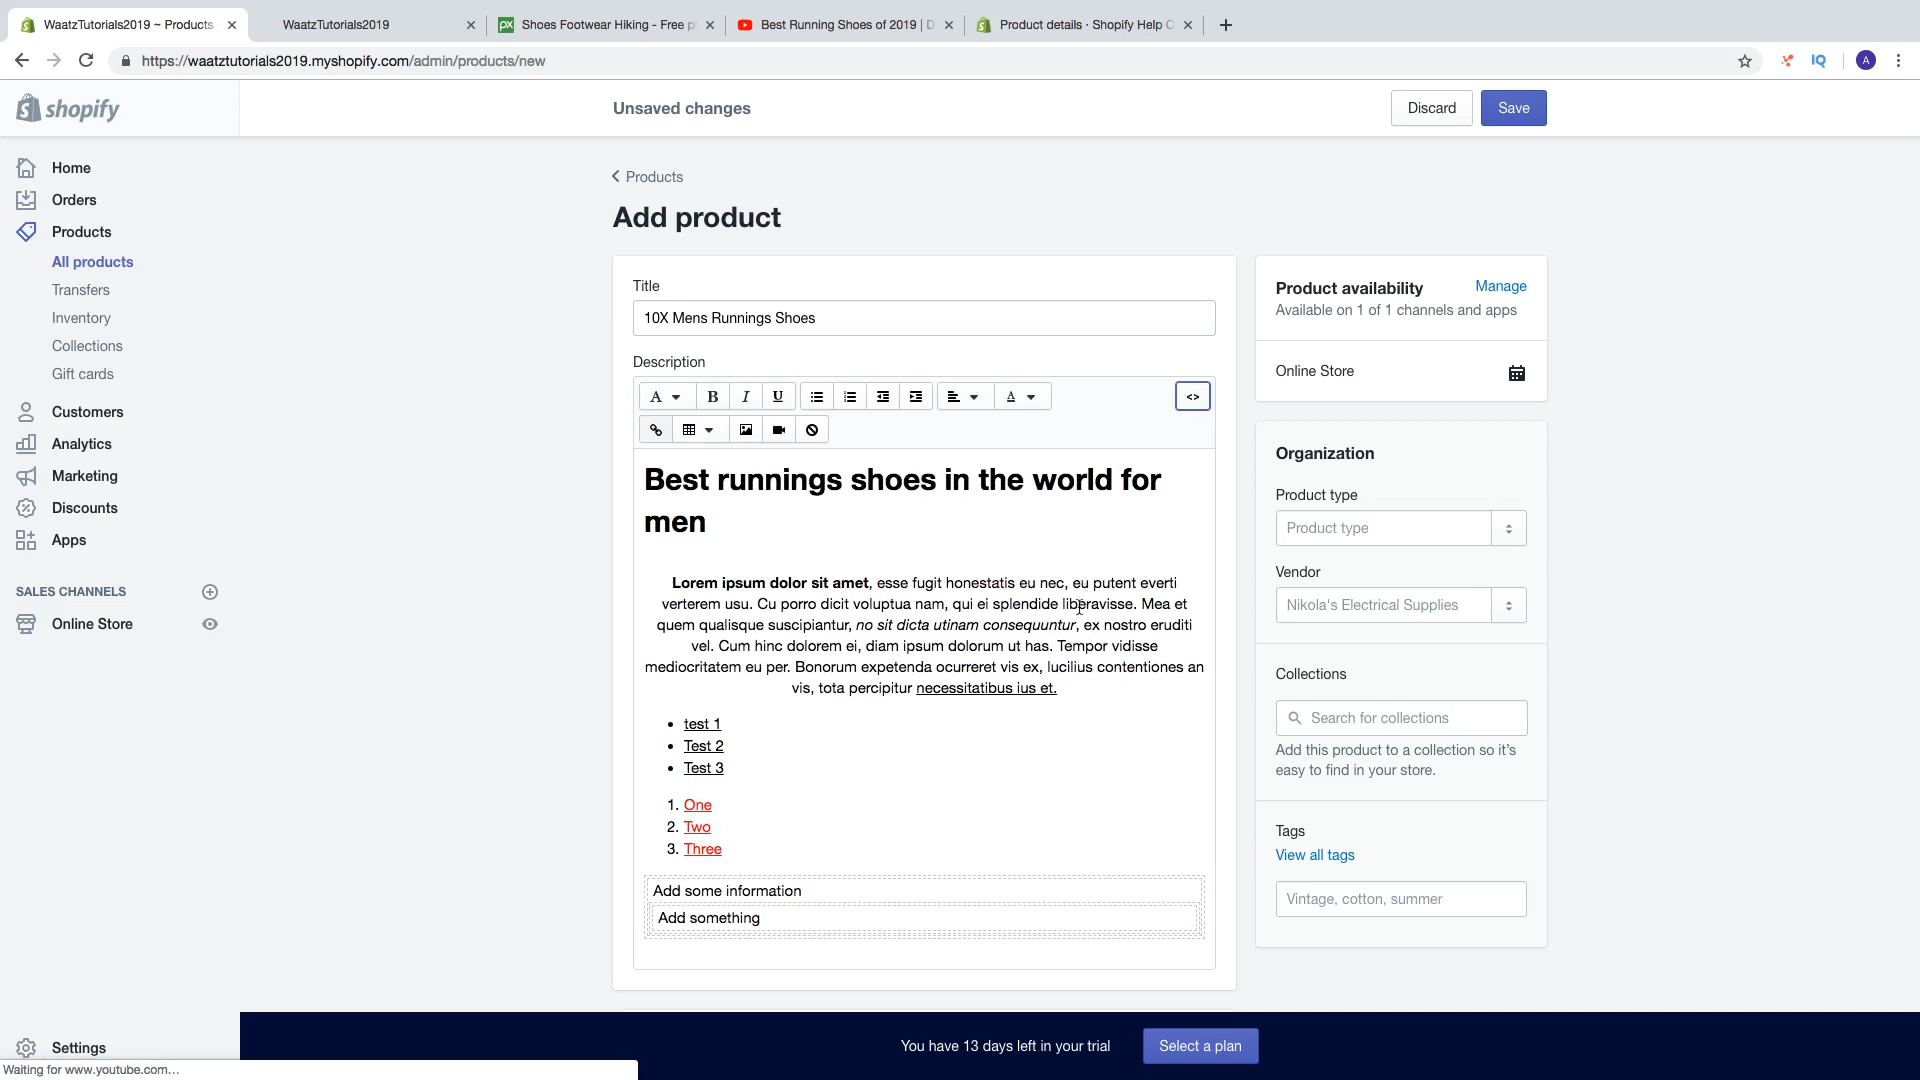 WaatzTutorials2019 ~ Products
WaatzTutorials2019
Shoes Footwear Hiking - Free p
Best Running Shoes of 2019 | D
Product details · Shopify Help C
https://waatztutorials2019.myshopify.com/admin/products/new
IQ
A
shopify
Unsaved changes
Discard
Save
Home
Orders
Products
All products
Transfers
Inventory
Collections
Gift cards
Customers
Analytics
Marketing
Discounts
Apps
SALES CHANNELS
Online Store
Settings
Products
Add product
Title
10X Mens Runnings Shoes
Description
A B I U A <>
Best runnings shoes in the world for
men
Lorem ipsum dolor sit amet, esse fugit honestatis eu nec, eu putent everti
verterem usu. Cu porro dicit voluptua nam, qui ei splendide liberavisse. Mea et
quem qualisque suscipiantur, no sit dicta utinam consequuntur, ex nostro eruditi
vel. Cum hinc dolorem ei, diam ipsum dolorum ut has. Tempor vidisse
mediocritatem eu per. Bonorum expetenda ocurreret vis ex, lucilius contentiones an
vis, tota percipitur necessitatibus ius et.
• test 1
• Test 2
• Test 3
1. One
2. Two
3. Three
Add some information
Add something
Product availability
Manage
Available on 1 of 1 channels and apps
Online Store
Organization
Product type
Product type
Vendor
Nikola's Electrical Supplies
Collections
Search for collections
Add this product to a collection so it's
easy to find in your store.
Tags
View all tags
Vintage, cotton, summer
You have 13 days left in your trial
Select a plan
Waiting for www.youtube.com...